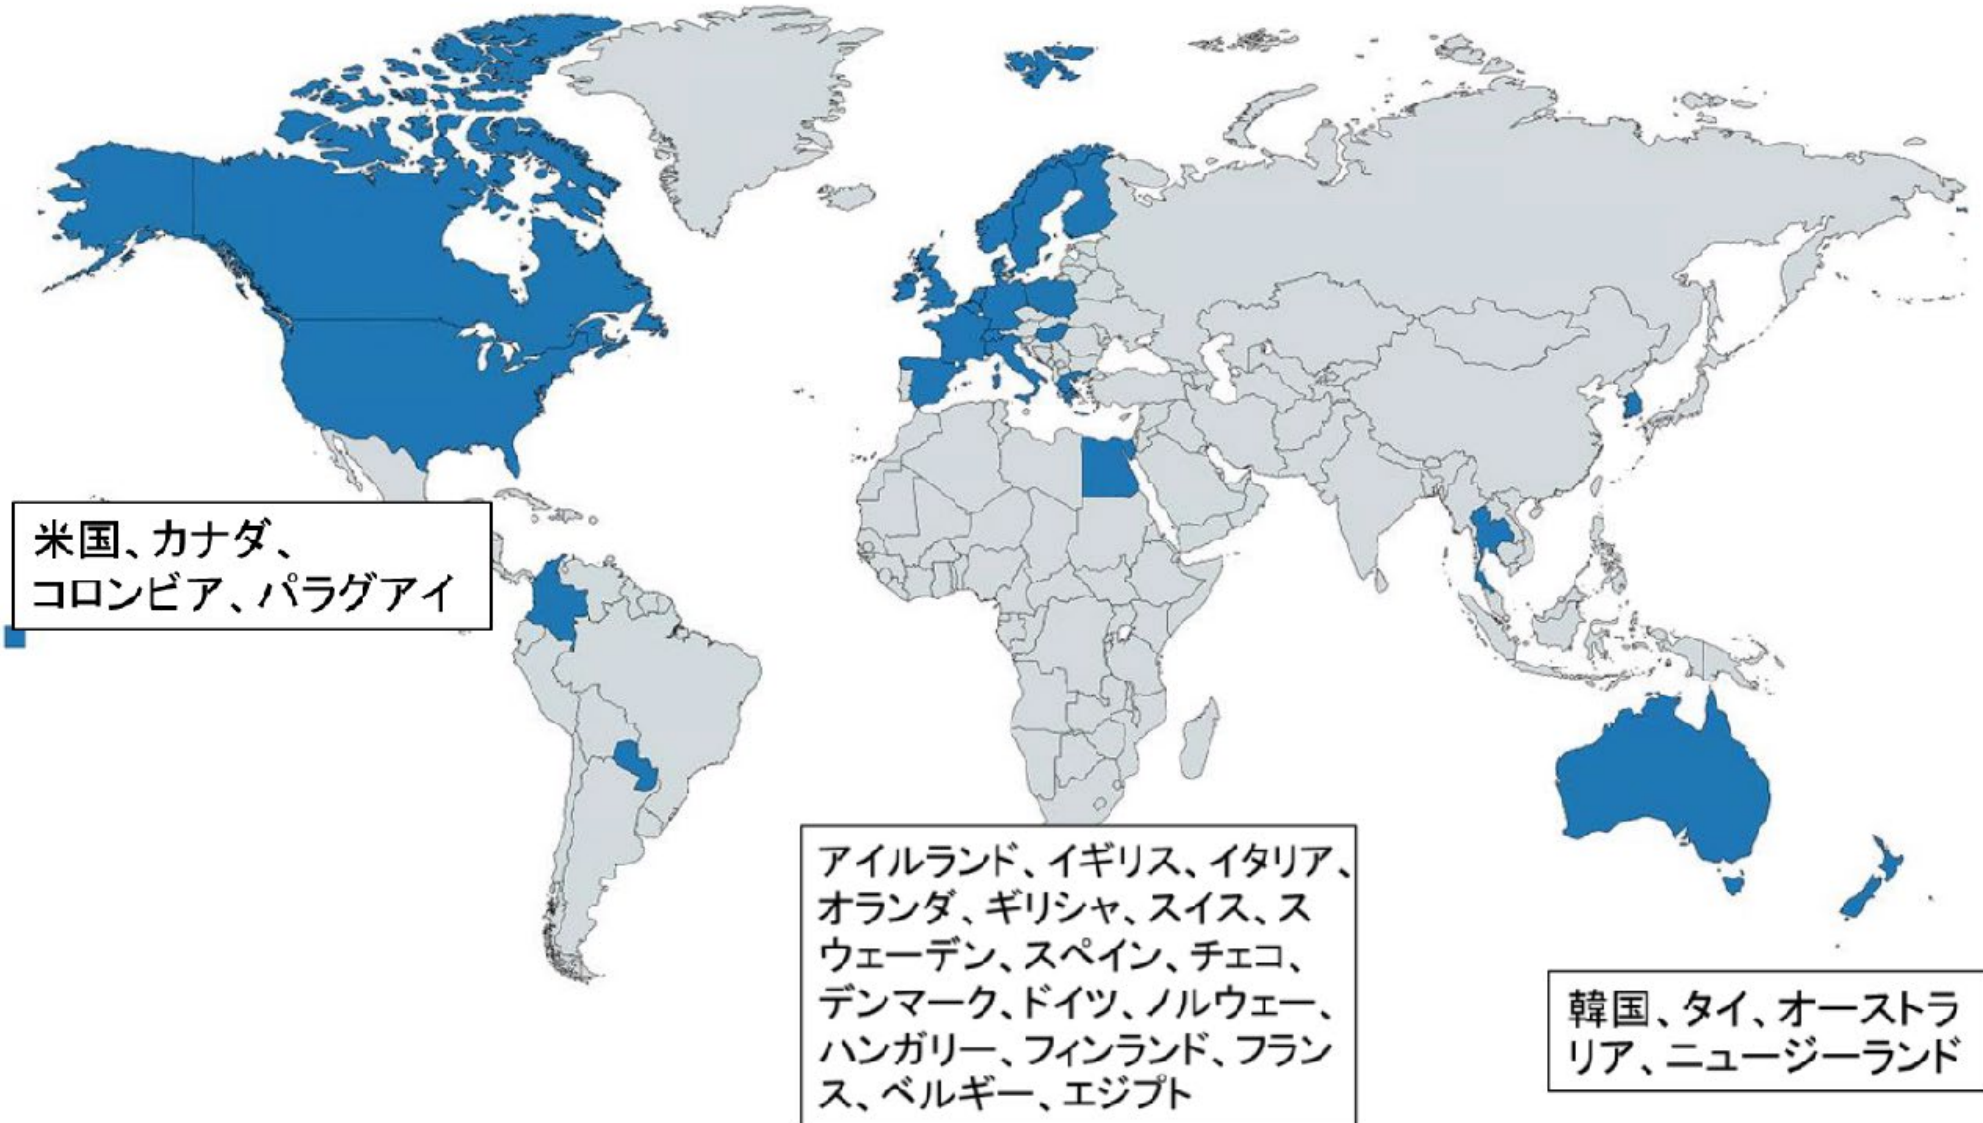 米国、カナダ、
コロンビア、パラグアイ
アイルランド、イギリス、イタリア、
オランダ、ギリシャ、スイス、ス
ウェーデン、スペイン、チェコ、
デンマーク、ドイツ、ノルウェー、
ハンガリー、フィンランド、フラン
ス、ベルギー、エジプト
韓国、タイ、オーストラ
リア、ニュージーランド